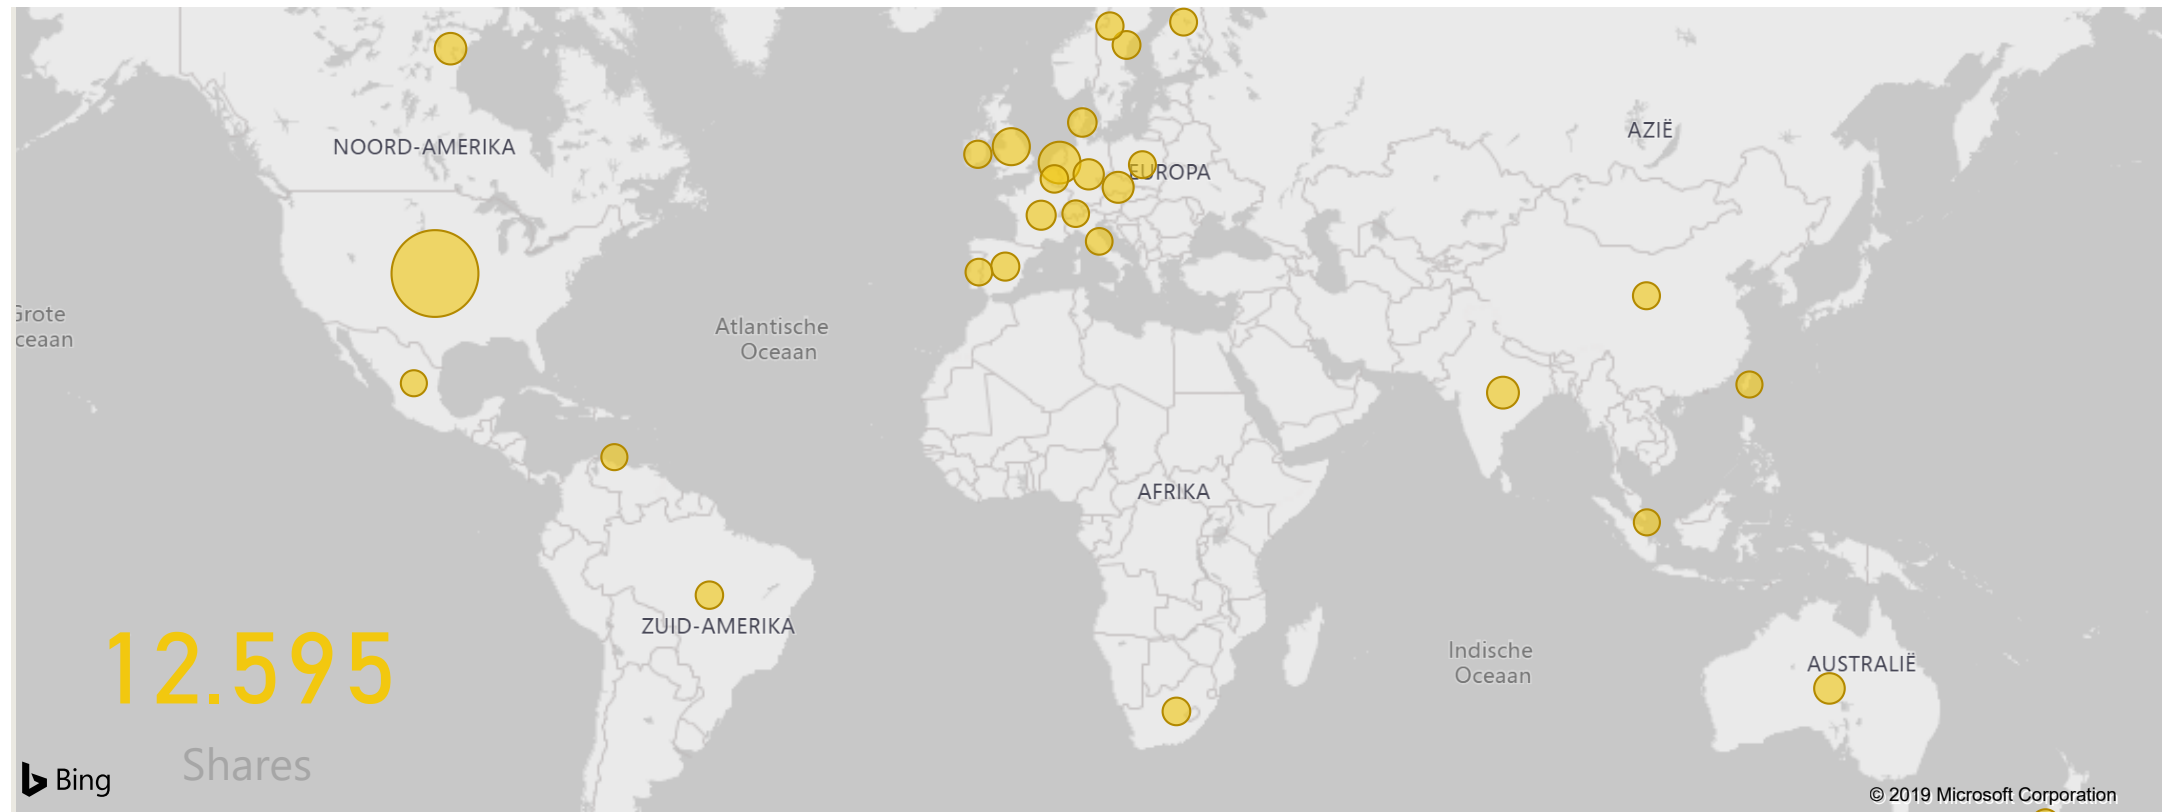 NOORD-AMERIKA
AZIË
EUROPA
Grote
ceaan
Atlantische
Oceaan
AFRIKA
ZUID-AMERIKA
Indische
Oceaan
AUSTRALIË
12.595
Shares
Bing
© 2019 Microsoft Corporation